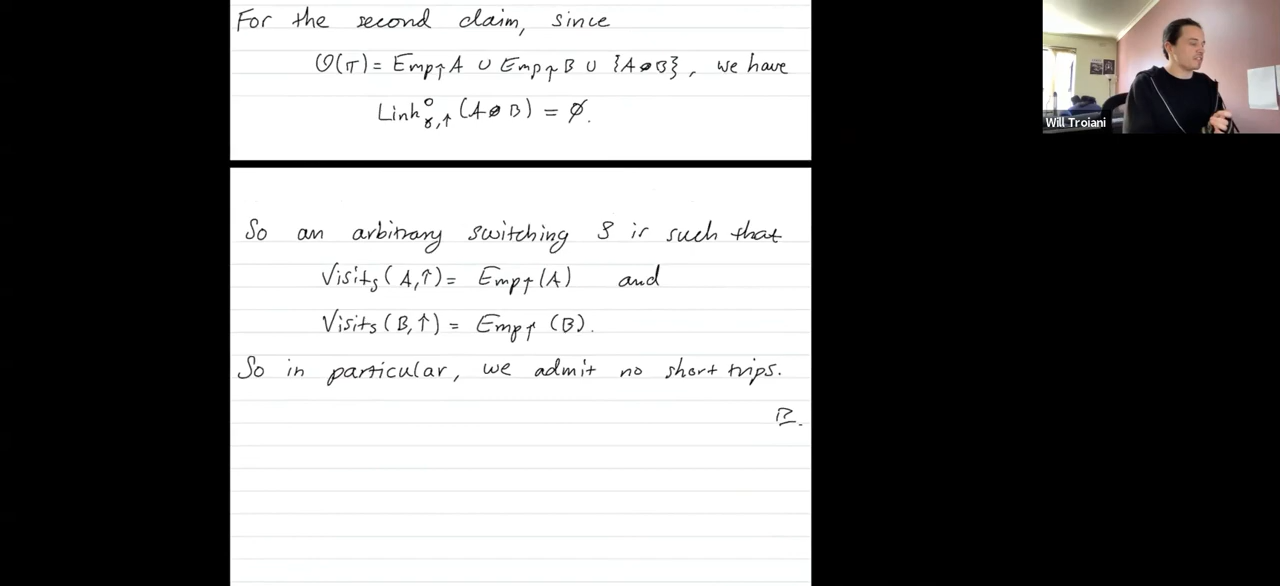 For the second claim, since
O(π) = Emp↑A ∪ Emp↑B ∪ {A⊗B}, we have
Link⁰_{⅋,↑}(A⊗B) = ∅.
So an arbitrary switching S is such that
Visits(A,↑) = Emp↑(A) and
Visits(B,↑) = Emp↑(B).
So in particular, we admit no short trips.
Will Troiani